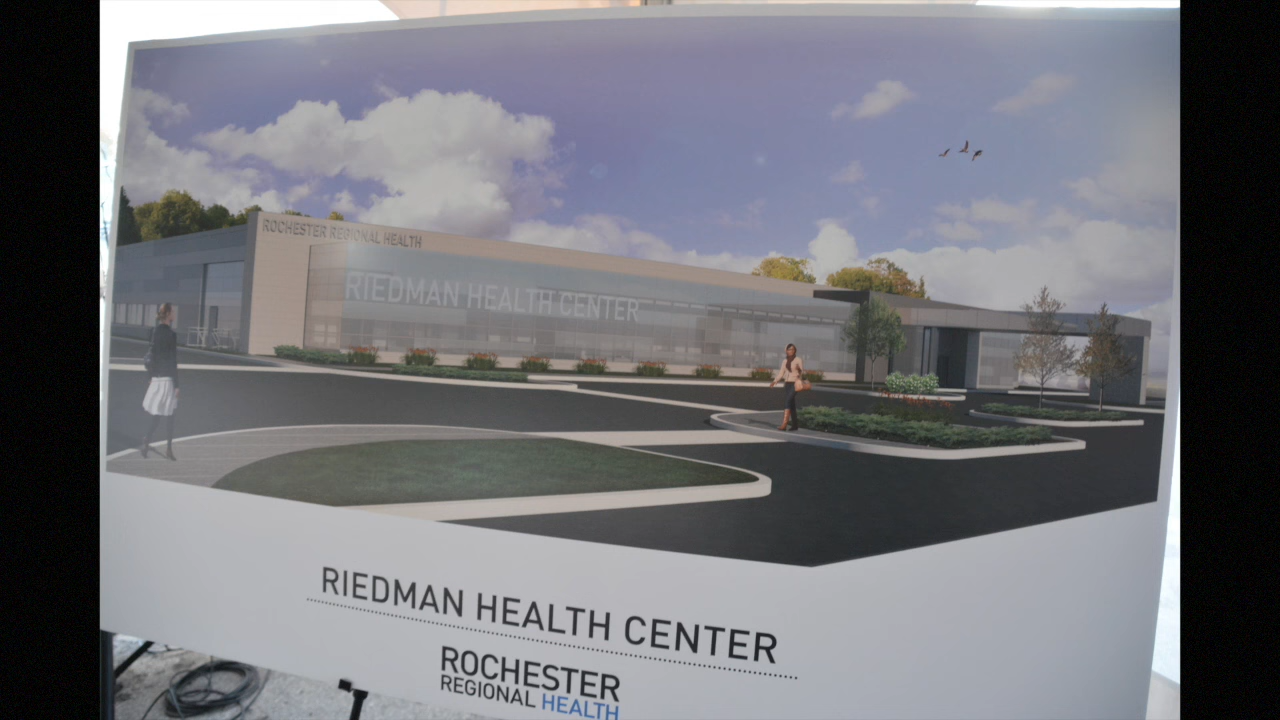 ROCHESTER REGIONAL HEALTH
RIEDMAN HEALTH CENTER
RIEDMAN HEALTH CENTER
ROCHESTER
REGIONAL HEALTH